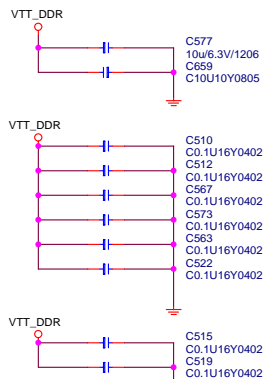 VTT_DDR
C577
10u/6.3V/1206
C659
C10U10Y0805
VTT_DDR
C510
C0.1U16Y0402
C512
C0.1U16Y0402
C567
C0.1U16Y0402
C573
C0.1U16Y0402
C563
C0.1U16Y0402
C522
C0.1U16Y0402
VTT_DDR
C515
C0.1U16Y0402
C519
C0.1U16Y0402